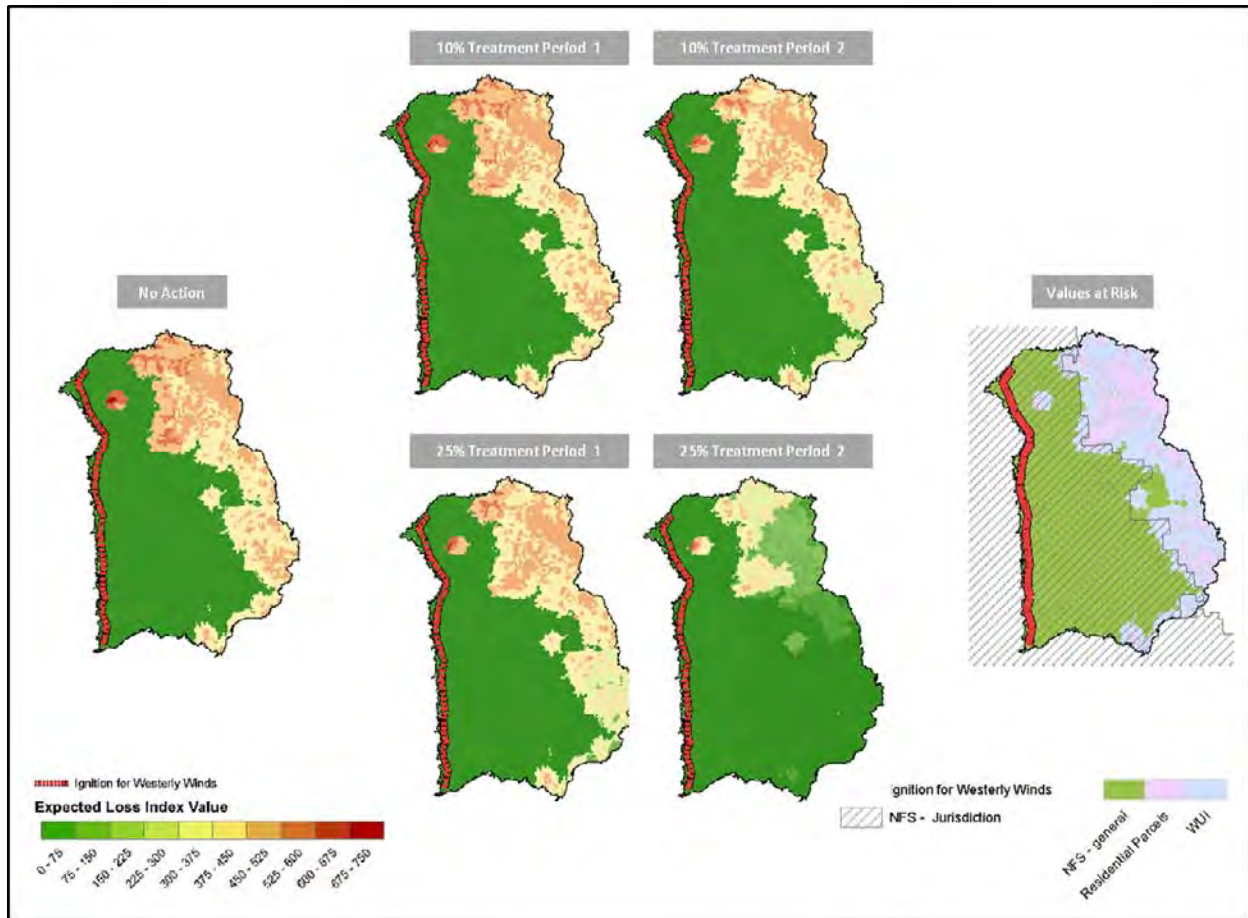 10% Treatment Period 1
10% Treatment Period 2
No Action
Values at Risk
25% Treatment Period 1
25% Treatment Period 2
Ignition for Westerly Winds
Expected Loss Index Value
0 - 75
75 - 150
150 - 225
225 - 300
300 - 375
375 - 450
450 - 525
525 - 600
600 - 675
675 - 750
Ignition for Westerly Winds
NFS - Jurisdiction
NFS - general
Residential Parcels
WUI